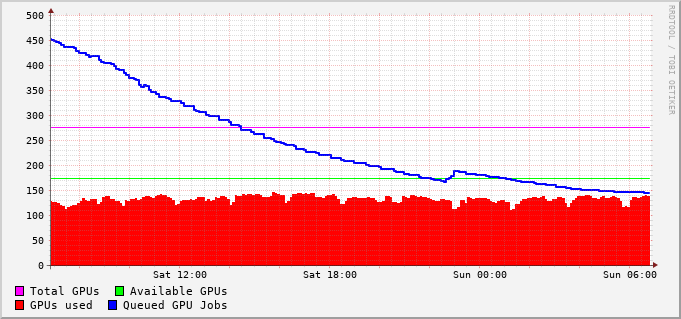 500
450
400
350
300
250
200
150
100
50
0
Sat 12:00 Sat 18:00 Sun 00:00 Sun 06:00
Total GPUs Available GPUs
GPUs used Queued GPU Jobs
RRDTOOL / TOBI OETIKER